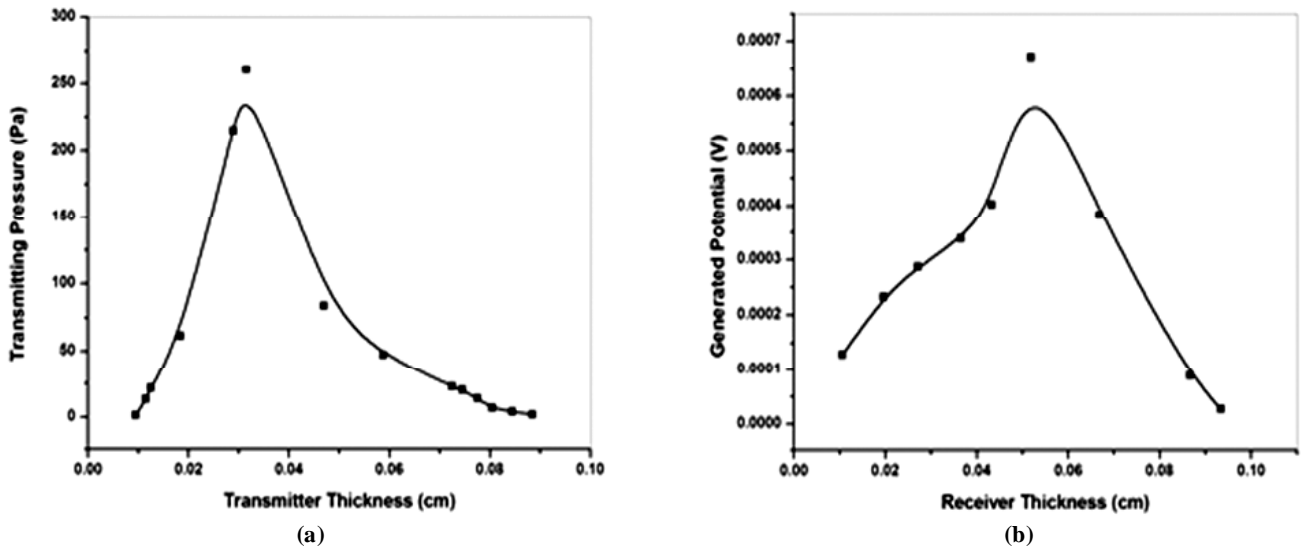 300
250
200
150
100
50
0
Transmitting Pressure (Pa)
0.00 0.02 0.04 0.06 0.08 0.10
Transmitter Thickness (cm)
(a)
0.0007
0.0006
0.0005
0.0004
0.0003
0.0002
0.0001
0.0000
Generated Potential (V)
0.00 0.02 0.04 0.06 0.08 0.10
Receiver Thickness (cm)
(b)